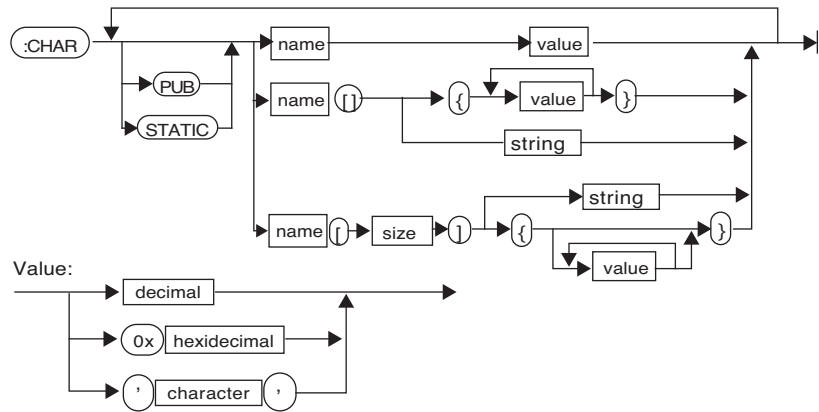 :CHAR name value
PUB
STATIC
name [] { value }
string
name [ size ] string
{ value }
Value:
decimal
0x hexidecimal
' character '